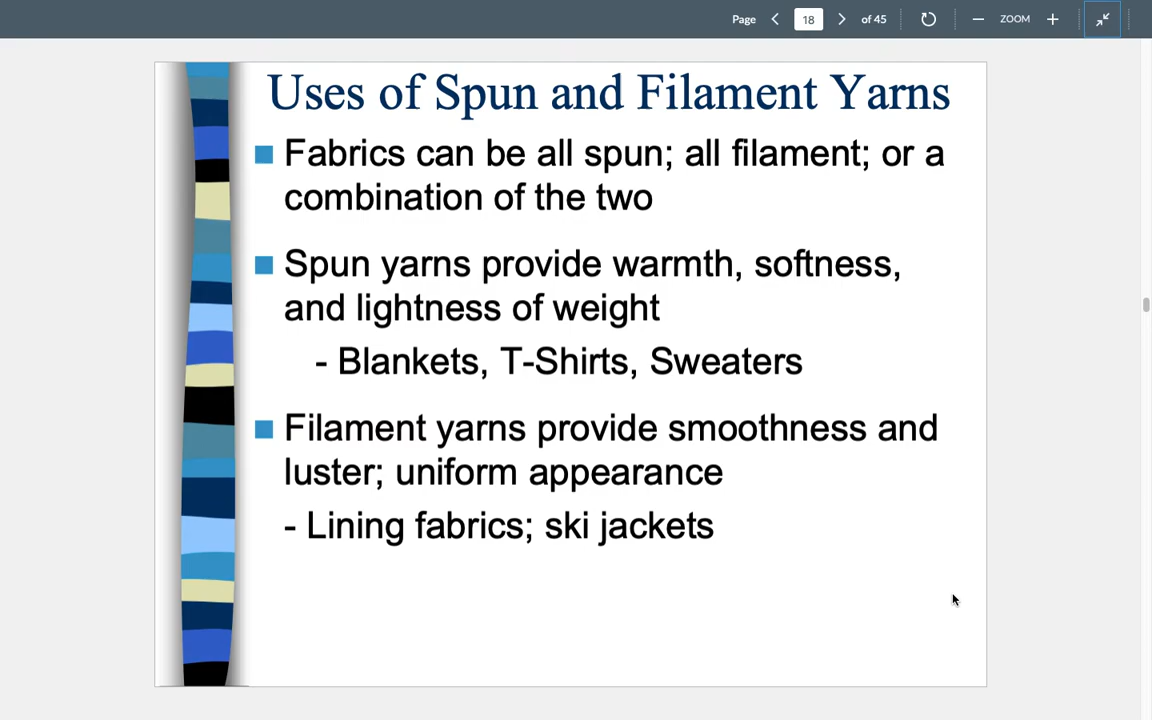 Page 18 of 45 ZOOM
Uses of Spun and Filament Yarns
Fabrics can be all spun; all filament; or a
combination of the two
Spun yarns provide warmth, softness,
and lightness of weight
- Blankets, T-Shirts, Sweaters
Filament yarns provide smoothness and
luster; uniform appearance
- Lining fabrics; ski jackets